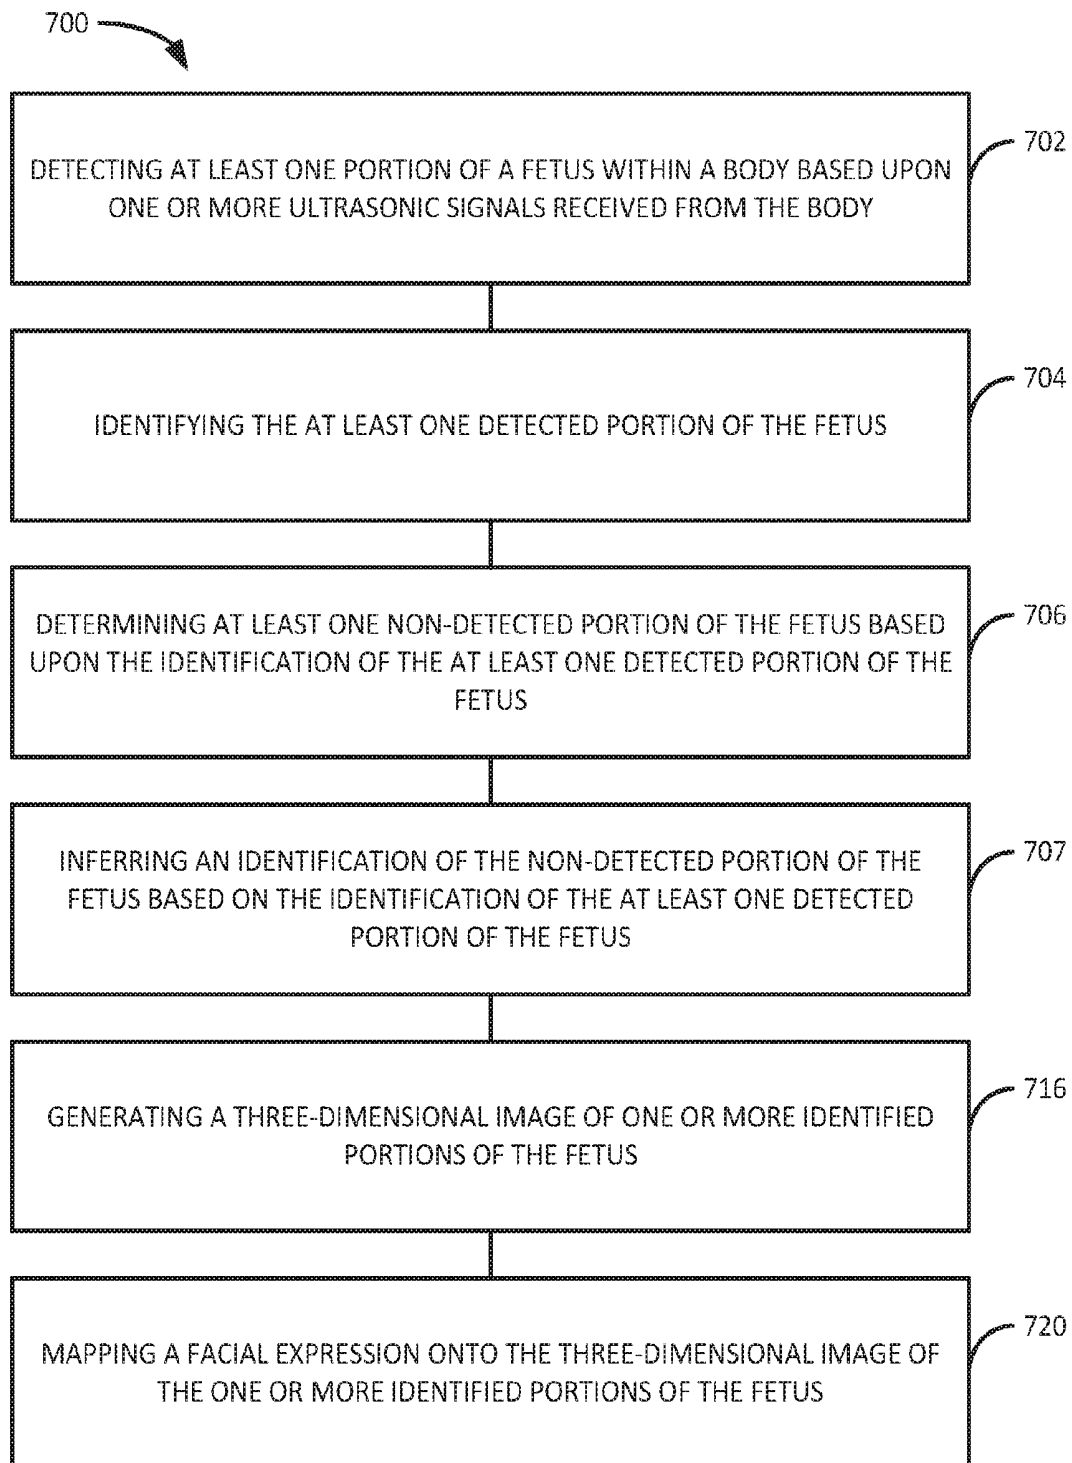 700
DETECTING AT LEAST ONE PORTION OF A FETUS WITHIN A BODY BASED UPON
ONE OR MORE ULTRASONIC SIGNALS RECEIVED FROM THE BODY
702
IDENTIFYING THE AT LEAST ONE DETECTED PORTION OF THE FETUS
704
DETERMINING AT LEAST ONE NON-DETECTED PORTION OF THE FETUS BASED
UPON THE IDENTIFICATION OF THE AT LEAST ONE DETECTED PORTION OF THE
FETUS
706
INFERRING AN IDENTIFICATION OF THE NON-DETECTED PORTION OF THE
FETUS BASED ON THE IDENTIFICATION OF THE AT LEAST ONE DETECTED
PORTION OF THE FETUS
707
GENERATING A THREE-DIMENSIONAL IMAGE OF ONE OR MORE IDENTIFIED
PORTIONS OF THE FETUS
716
MAPPING A FACIAL EXPRESSION ONTO THE THREE-DIMENSIONAL IMAGE OF
THE ONE OR MORE IDENTIFIED PORTIONS OF THE FETUS
720